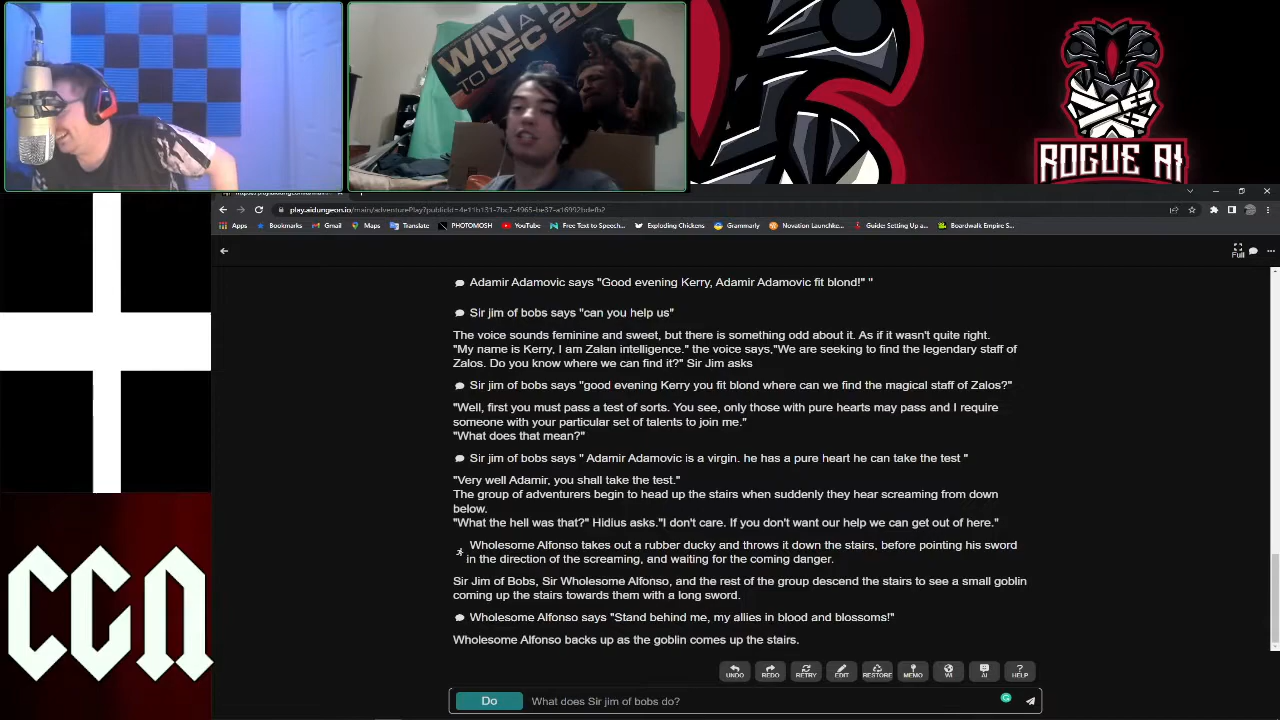 WIN A T
TO UFC 20
ROGUE AI
play.aidungeon.io/main/adventurePlay?publicId=4e11b131-7bc7-4965-be37-a16992bdefb2
Apps Bookmarks Gmail Maps Translate PHOTOMOSH YouTube Free Text to Speech... Exploding Chickens Grammarly Novation Launchke... Guide: Setting Up a... Boardwalk Empire S...
Full
Adamir Adamovic says "Good evening Kerry, Adamir Adamovic fit blond!" "
Sir jim of bobs says "can you help us"
The voice sounds feminine and sweet, but there is something odd about it. As if it wasn't quite right.
"My name is Kerry, I am Zalan intelligence." the voice says,"We are seeking to find the legendary staff of
Zalos. Do you know where we can find it?" Sir Jim asks
Sir jim of bobs says "good evening Kerry you fit blond where can we find the magical staff of Zalos?"
"Well, first you must pass a test of sorts. You see, only those with pure hearts may pass and I require
someone with your particular set of talents to join me."
"What does that mean?"
Sir jim of bobs says " Adamir Adamovic is a virgin. he has a pure heart he can take the test "
"Very well Adamir, you shall take the test."
The group of adventurers begin to head up the stairs when suddenly they hear screaming from down
below.
"What the hell was that?" Hidius asks."I don't care. If you don't want our help we can get out of here."
Wholesome Alfonso takes out a rubber ducky and throws it down the stairs, before pointing his sword
in the direction of the screaming, and waiting for the coming danger.
Sir Jim of Bobs, Sir Wholesome Alfonso, and the rest of the group descend the stairs to see a small goblin
coming up the stairs towards them with a long sword.
Wholesome Alfonso says "Stand behind me, my allies in blood and blossoms!"
Wholesome Alfonso backs up as the goblin comes up the stairs.
UNDO REDO RETRY EDIT RESTORE MEMO WI AI HELP
Do What does Sir jim of bobs do?
CGN